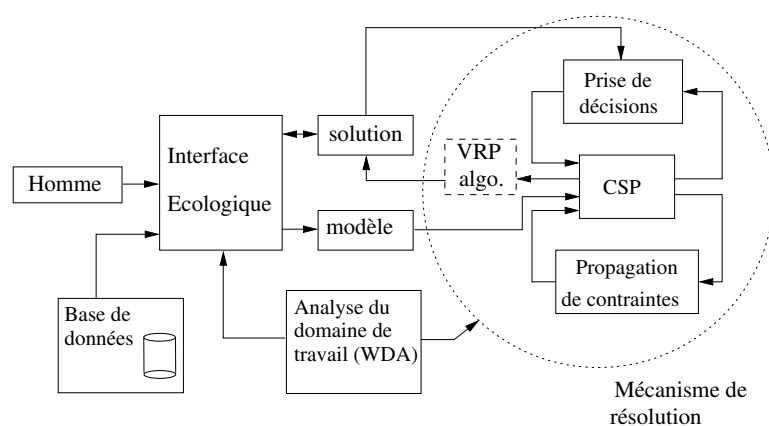 Prise de
décisions
solution
VRP
algo.
Interface
Ecologique
Homme
CSP
modèle
Propagation
de contraintes
Base de
données
Analyse du
domaine de
travail (WDA)
Mécanisme de
résolution